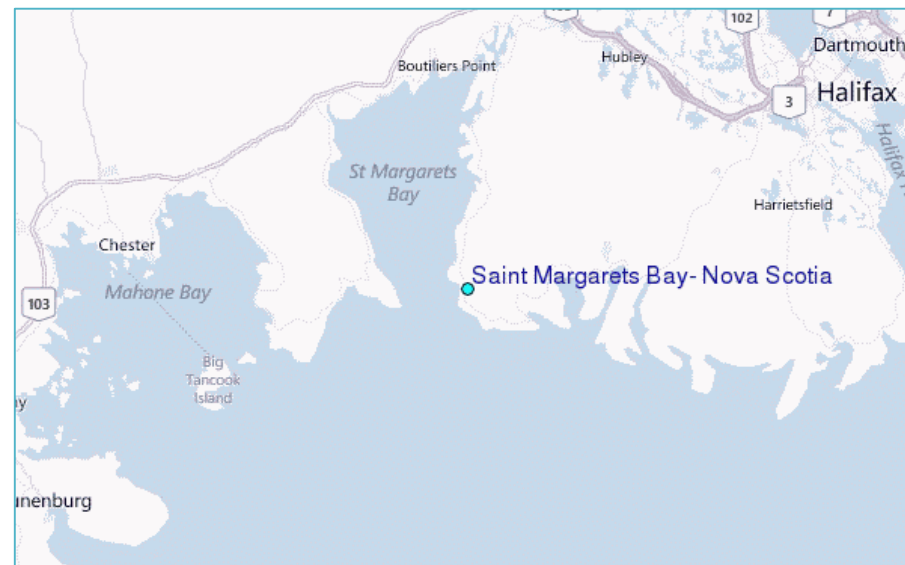 102
7
Dartmouth
Boutiliers Point
Hubley
3
Halifax
St Margarets
Bay
Halifax H
Harrietsfield
Chester
Saint Margarets Bay- Nova Scotia
Mahone Bay
103
Big
Tancook
Island
ay
unenburg